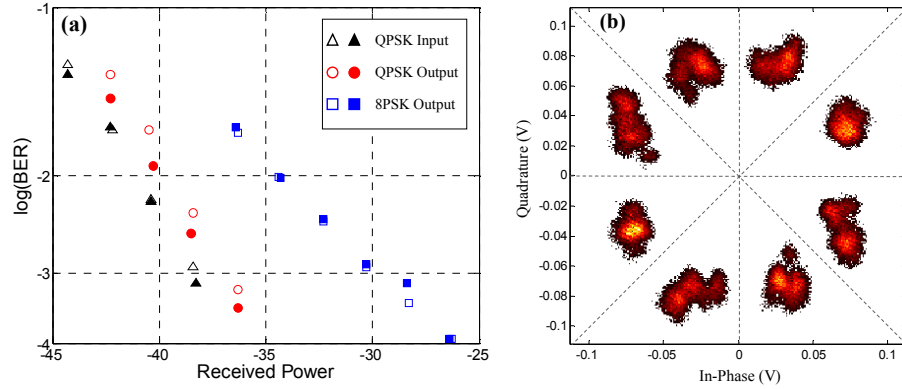 (a)
QPSK Input
QPSK Output
8PSK Output
-1
-2
-3
-4
log(BER)
-45
-40
-35
-30
-25
Received Power
(b)
0.1
0.08
0.06
0.04
0.02
0
-0.02
-0.04
-0.06
-0.08
-0.1
Quadrature (V)
-0.1
-0.05
0
0.05
0.1
In-Phase (V)